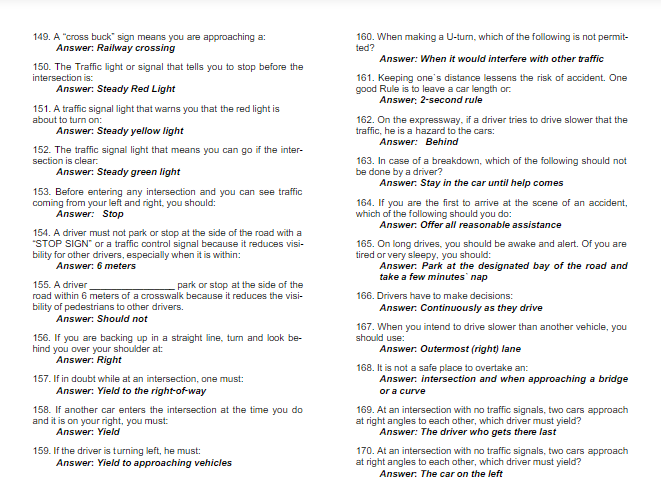 149. A “cross buck” sign means you are approaching a:
Answer: Railway crossing
150. The Traffic light or signal that tells you to stop before the
intersection is:
Answer: Steady Red Light
151. A traffic signal light that warns you that the red light is
about to turn on:
Answer: Steady yellow light
152. The traffic signal light that means you can go if the inter-
section is clear:
Answer: Steady green light
153. Before entering any intersection and you can see traffic
coming from your left and right, you should:
Answer: Stop
154. A driver must not park or stop at the side of the road with a
“STOP SIGN” or a traffic control signal because it reduces visi-
bility for other drivers, especially when it is within:
Answer: 6 meters
155. A driver _________________ park or stop at the side of the
road within 6 meters of a crosswalk because it reduces the visi-
bility of pedestrians to other drivers.
Answer: Should not
156. If you are backing up in a straight line, turn and look be-
hind you over your shoulder at:
Answer: Right
157. If in doubt while at an intersection, one must:
Answer: Yield to the right-of-way
158. If another car enters the intersection at the time you do
and it is on your right, you must:
Answer: Yield
159. If the driver is turning left, he must:
Answer: Yield to approaching vehicles
160. When making a U-turn, which of the following is not permit-
ted?
Answer: When it would interfere with other traffic
161. Keeping one`s distance lessens the risk of accident. One
good Rule is to leave a car length or:
Answer; 2-second rule
162. On the expressway, if a driver tries to drive slower that the
traffic, he is a hazard to the cars:
Answer: Behind
163. In case of a breakdown, which of the following should not
be done by a driver?
Answer: Stay in the car until help comes
164. If you are the first to arrive at the scene of an accident,
which of the following should you do:
Answer: Offer all reasonable assistance
165. On long drives, you should be awake and alert. Of you are
tired or very sleepy, you should:
Answer: Park at the designated bay of the road and
take a few minutes` nap
166. Drivers have to make decisions:
Answer: Continuously as they drive
167. When you intend to drive slower than another vehicle, you
should use:
Answer: Outermost (right) lane
168. It is not a safe place to overtake an:
Answer: intersection and when approaching a bridge
or a curve
169. At an intersection with no traffic signals, two cars approach
at right angles to each other, which driver must yield?
Answer: The driver who gets there last
170. At an intersection with no traffic signals, two cars approach
at right angles to each other, which driver must yield?
Answer: The car on the left